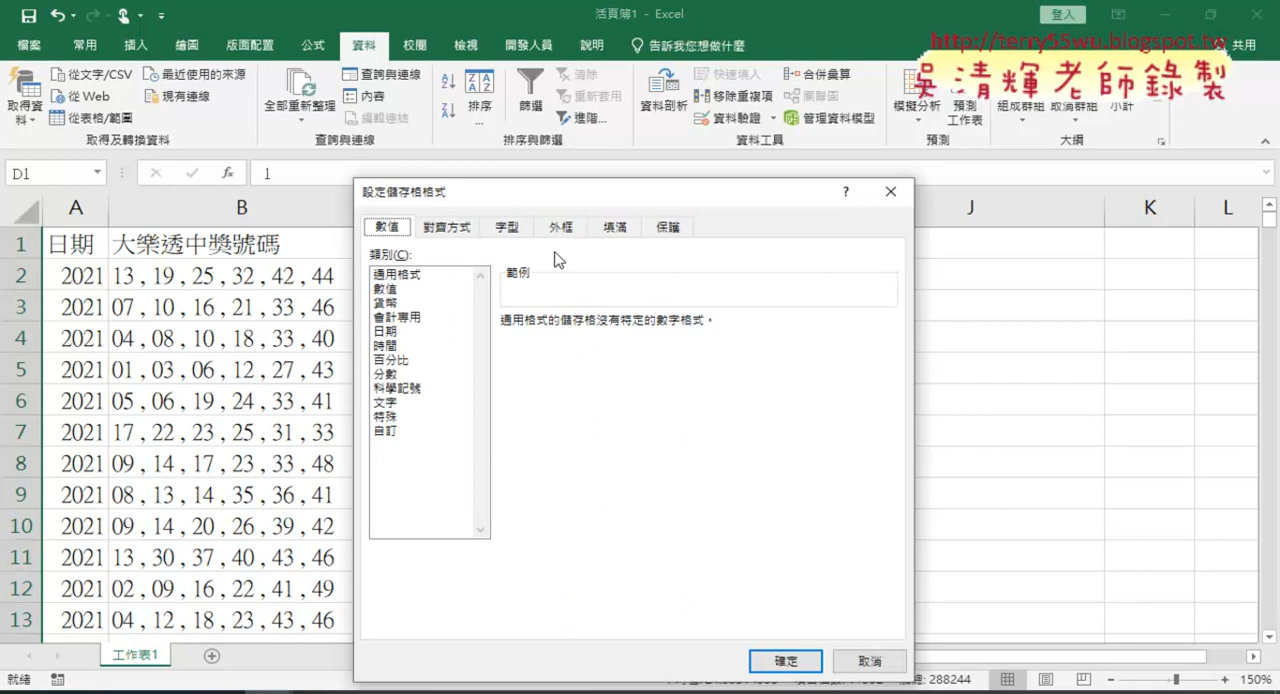 活頁簿1 - Excel
登入
檔案 常用 插入 繪圖 版面配置 公式 資料 校閱 檢視 開發人員 說明 告訴我您想做什麼 共用
http://terry55wu.blogspot.tw
吳清輝老師錄製
取得資料 從文字/CSV 最近使用的來源 從 Web 現有連線 從表格/範圍
全部重新整理 查詢與連線 內容 編輯連結
排序... 篩選 清除 重新套用 進階...
資料剖析 快速填入 移除重複項 資料驗證 合併彙算 關聯圖 管理資料模型
模擬分析 預測工作表 組成群組 取消群組 小計
取得及轉換資料 查詢與連線 排序與篩選 資料工具 預測 大綱
D1 fx 1
A B J K L
1 日期 大樂透中獎號碼
2 2021 13 , 19 , 25 , 32 , 42 , 44
3 2021 07 , 10 , 16 , 21 , 33 , 46
4 2021 04 , 08 , 10 , 18 , 33 , 40
5 2021 01 , 03 , 06 , 12 , 27 , 43
6 2021 05 , 06 , 19 , 24 , 33 , 41
7 2021 17 , 22 , 23 , 25 , 31 , 33
8 2021 09 , 14 , 17 , 23 , 33 , 48
9 2021 08 , 13 , 14 , 35 , 36 , 41
10 2021 09 , 14 , 20 , 26 , 39 , 42
11 2021 13 , 30 , 37 , 40 , 43 , 46
12 2021 02 , 09 , 16 , 22 , 41 , 49
13 2021 04 , 12 , 18 , 23 , 43 , 46
設定儲存格格式 ?
數值 對齊方式 字型 外框 填滿 保護
類別(C):
通用格式
數值
貨幣
會計專用
日期
時間
百分比
分數
科學記號
文字
特殊
自訂
範例
通用格式的儲存格沒有特定的數字格式。
確定 取消
工作表1
就緒 288244 150%